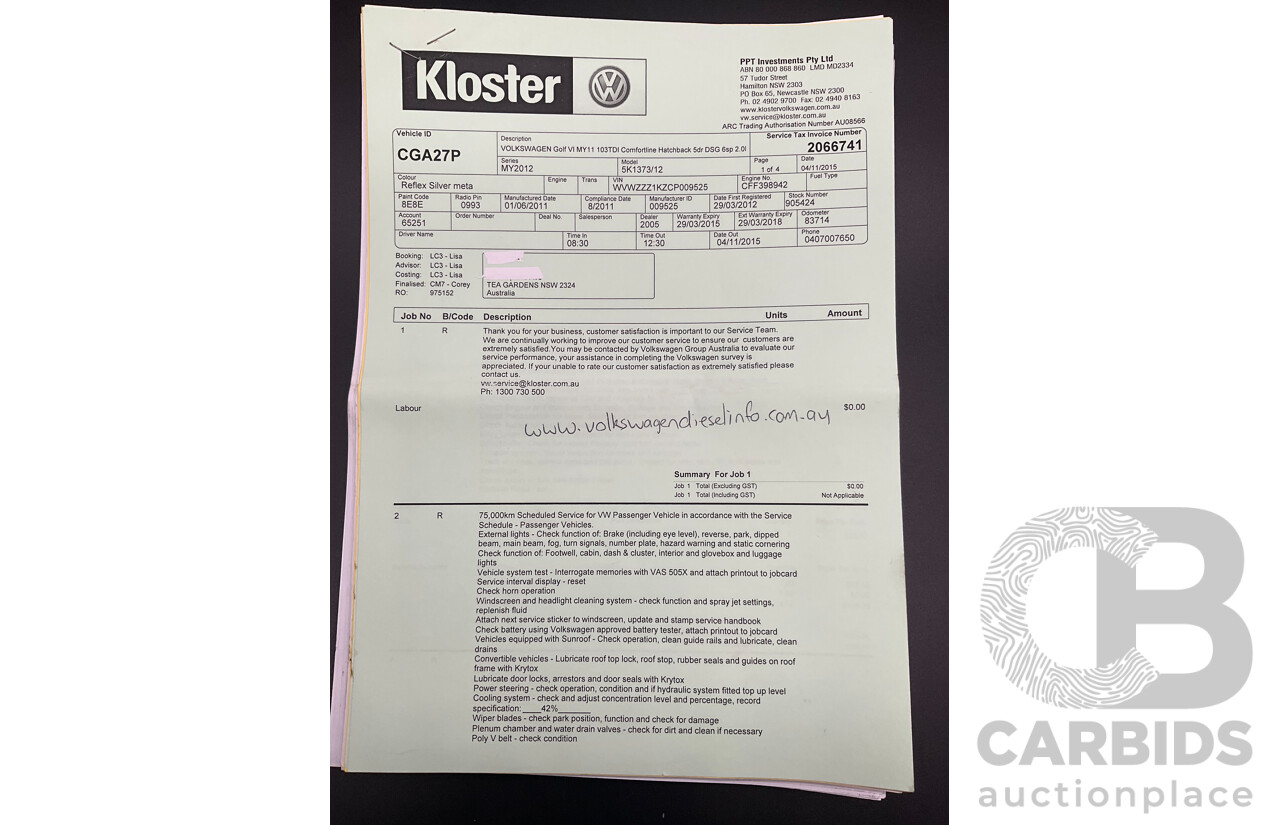 Kloster
PPT Investments Pty Ltd
ABN 80 000 868 860 LMD MD2334
57 Tudor Street
Hamilton NSW 2303
PO Box 65, Newcastle NSW 2300
Ph. 02 4902 9700 Fax: 02 4940 8163
www.klostervolkswagen.com.au
vw.service@kloster.com.au
ARC Trading Authorisation Number AU08566
Vehicle ID
CGA27P
Description
VOLKSWAGEN Golf VI MY11 103TDI Comfortline Hatchback 5dr DSG 6sp 2.0l
Service Tax Invoice Number
2066741
Series
MY2012
Model
5K1373/12
Page
1 of 4
Date
04/11/2015
Colour
Reflex Silver meta
Engine
Trans
VIN
WVWZZZ1KZCP009525
Engine No.
CFF398942
Fuel Type
Paint Code
8E8E
Radio Pin
0993
Manufactured Date
01/06/2011
Compliance Date
8/2011
Manufacturer ID
009525
Date First Registered
29/03/2012
Stock Number
905424
Account
65251
Order Number
Deal No.
Salesperson
Dealer
2005
Warranty Expiry
29/03/2015
Ext Warranty Expiry
29/03/2018
Odometer
83714
Driver Name
Time In
08:30
Time Out
12:30
Date Out
04/11/2015
Phone
0407007650
Booking: LC3 - Lisa
Advisor: LC3 - Lisa
Costing: LC3 - Lisa
Finalised: CM7 - Corey
RO: 975152
TEA GARDENS NSW 2324
Australia
Job No B/Code Description Units Amount
1 R Thank you for your business, customer satisfaction is important to our Service Team.
We are continually working to improve our customer service to ensure our customers are
extremely satisfied.You may be contacted by Volkswagen Group Australia to evaluate our
service performance, your assistance in completing the Volkswagen survey is
appreciated. If your unable to rate our customer satisfaction as extremely satisfied please
contact us.
vw.service@kloster.com.au
Ph: 1300 730 500
Labour $0.00
www.volkswagendieselinfo.com.au
Summary For Job 1
Job 1 Total (Excluding GST) $0.00
Job 1 Total (Including GST) Not Applicable
2 R 75,000km Scheduled Service for VW Passenger Vehicle in accordance with the Service
Schedule - Passenger Vehicles.
External lights - Check function of: Brake (including eye level), reverse, park, dipped
beam, main beam, fog, turn signals, number plate, hazard warning and static cornering
Check function of: Footwell, cabin, dash & cluster, interior and glovebox and luggage
lights
Vehicle system test - Interrogate memories with VAS 505X and attach printout to jobcard
Service interval display - reset
Check horn operation
Windscreen and headlight cleaning system - check function and spray jet settings,
replenish fluid
Attach next service sticker to windscreen, update and stamp service handbook
Check battery using Volkswagen approved battery tester, attach printout to jobcard
Vehicles equipped with Sunroof - Check operation, clean guide rails and lubricate, clean
drains
Convertible vehicles - Lubricate roof top lock, roof stop, rubber seals and guides on roof
frame with Krytox
Lubricate door locks, arrestors and door seals with Krytox
Power steering - check operation, condition and if hydraulic system fitted top up level
Cooling system - check and adjust concentration level and percentage, record
specification:____42%_______
Wiper blades - check park position, function and check for damage
Plenum chamber and water drain valves - check for dirt and clean if necessary
Poly V belt - check condition
CB
CARBIDS
auctionplace